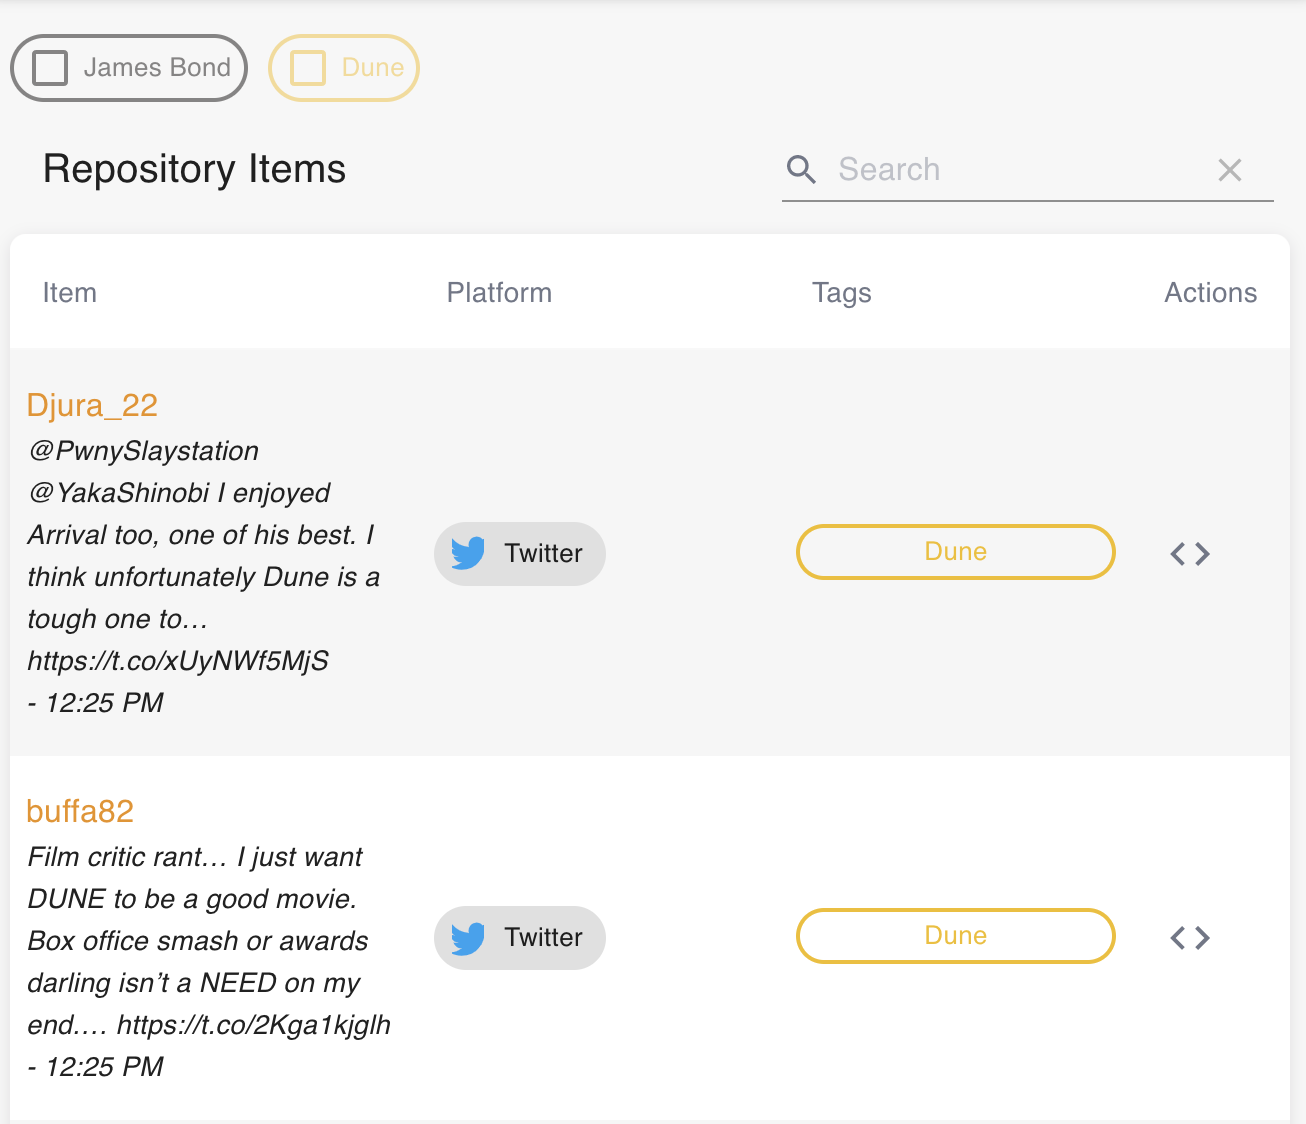 James Bond
Dune
Repository Items
Search
Item
Platform
Tags
Actions
Djura_22
@PwnySlaystation
@YakaShinobi I enjoyed
Arrival too, one of his best. I
think unfortunately Dune is a
tough one to…
https://t.co/xUyNWf5MjS
- 12:25 PM
Twitter
Dune
buffa82
Film critic rant… I just want
DUNE to be a good movie.
Box office smash or awards
darling isn’t a NEED on my
end.… https://t.co/2Kga1kjglh
- 12:25 PM
Twitter
Dune